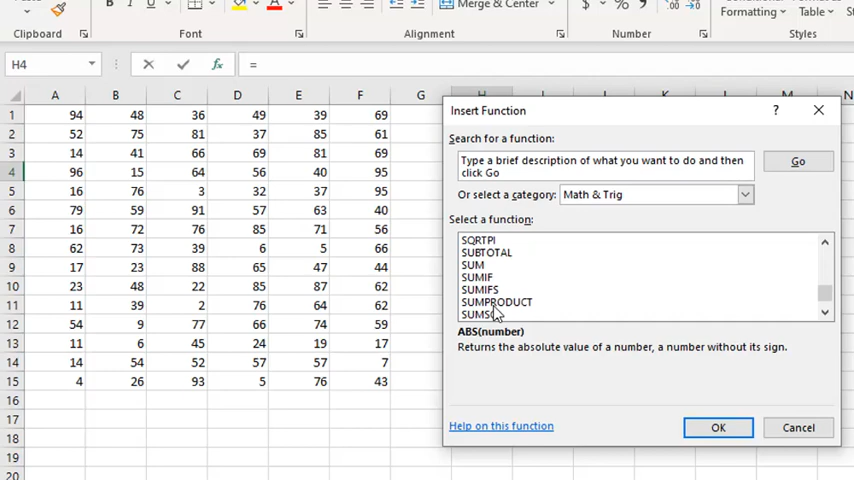 Merge & Center
$ % 9
Conditional
Format as
Formatting Table
Clipboard Font Alignment Number Styles
H4 fx =
A B C D E F G H I J K L M N
1 94 48 36 49 39 69
2 52 75 81 37 85 61
3 14 41 66 69 81 69
4 96 15 64 56 40 95
5 16 76 3 32 37 95
6 79 59 91 57 63 40
7 16 72 76 85 71 56
8 62 73 39 6 5 66
9 17 23 88 65 47 44
10 23 48 22 85 87 62
11 11 39 2 76 64 62
12 54 9 77 66 74 59
13 11 6 45 24 19 17
14 14 54 52 57 57 7
15 4 26 93 5 76 43
16
17
18
19
20
Insert Function ?
Search for a function:
Type a brief description of what you want to do and then
click Go
Go
Or select a category: Math & Trig
Select a function:
SQRTPI
SUBTOTAL
SUM
SUMIF
SUMIFS
SUMPRODUCT
ABS(number)
Returns the absolute value of a number, a number without its sign.
Help on this function OK Cancel